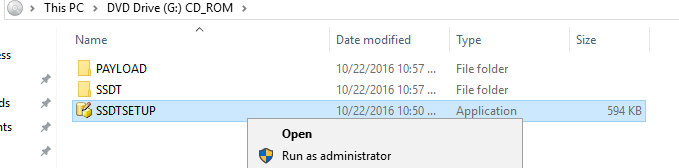 This PC > DVD Drive (G:) CD_ROM >
Name Date modified Type Size
ess
PAYLOAD 10/22/2016 10:57 ... File folder
SSDT 10/22/2016 10:57 ... File folder
ds SSDTSETUP 10/22/2016 10:50 ... Application 594 KB
nts Open
Run as administrator